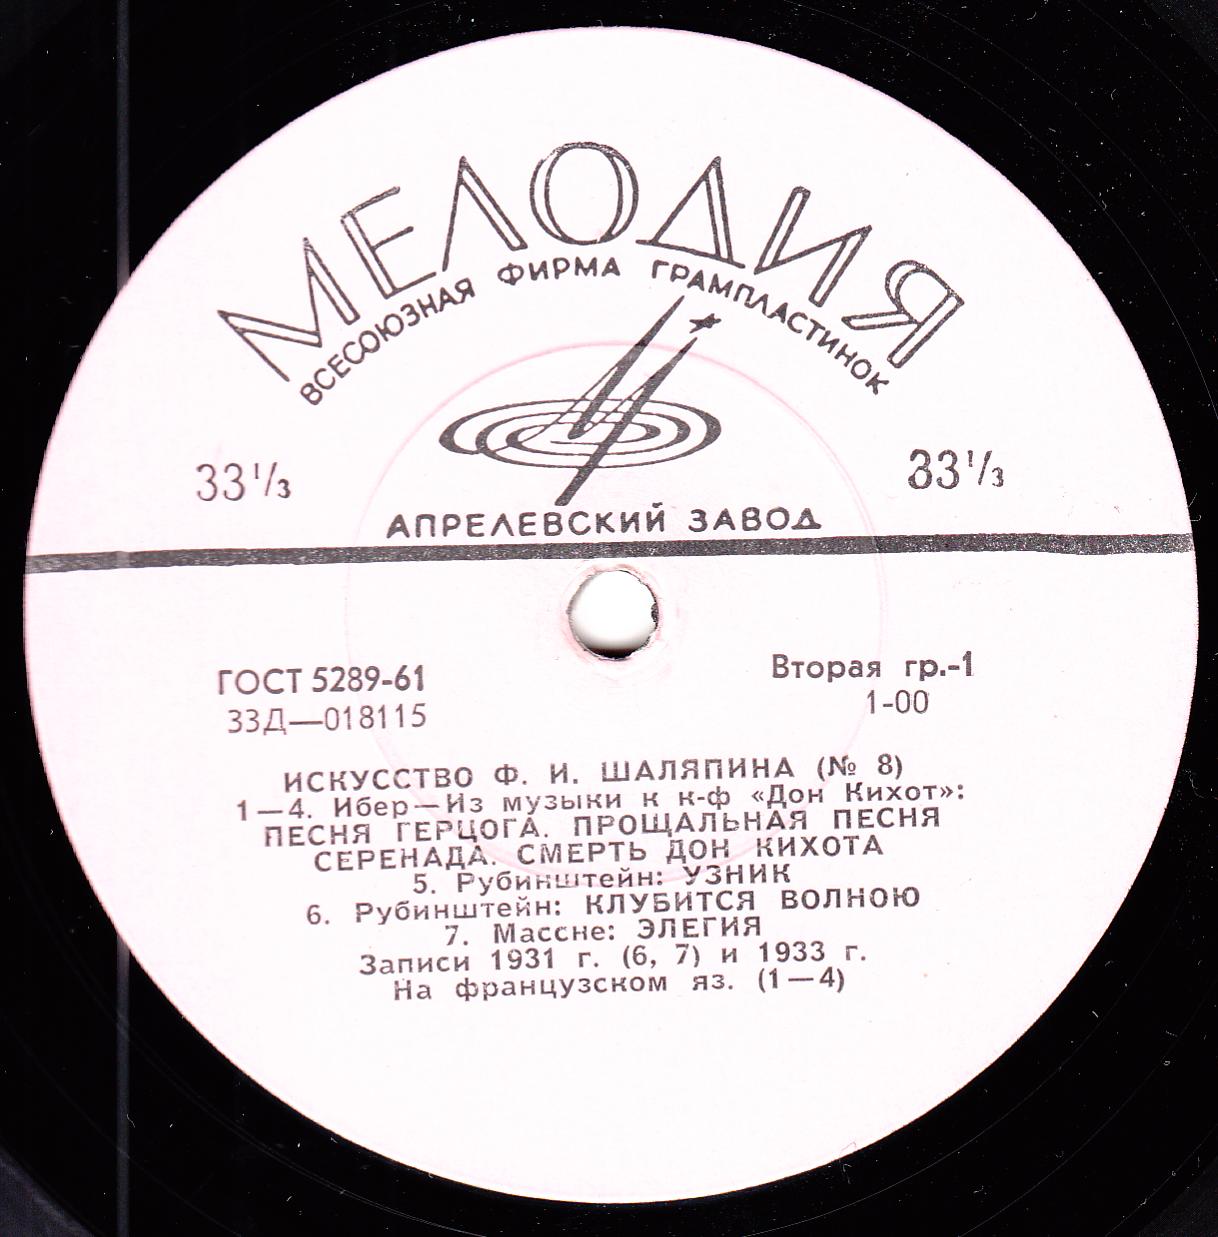 МЕЛОДИЯ
ВСЕСОЮЗНАЯ ФИРМА ГРАМПЛАСТИНОК
33⅓ 33⅓
АПРЕЛЕВСКИЙ ЗАВОД
ГОСТ 5289-61 Вторая гр.-1
33Д—018115 1-00
ИСКУССТВО Ф. И. ШАЛЯПИНА (№ 8)
1—4. Ибер—Из музыки к к-ф «Дон Кихот»:
ПЕСНЯ ГЕРЦОГА. ПРОЩАЛЬНАЯ ПЕСНЯ
СЕРЕНАДА. СМЕРТЬ ДОН КИХОТА
5. Рубинштейн: УЗНИК
6. Рубинштейн: КЛУБИТСЯ ВОЛНОЮ
7. Массне: ЭЛЕГИЯ
Записи 1931 г. (6, 7) и 1933 г.
На французском яз. (1—4)